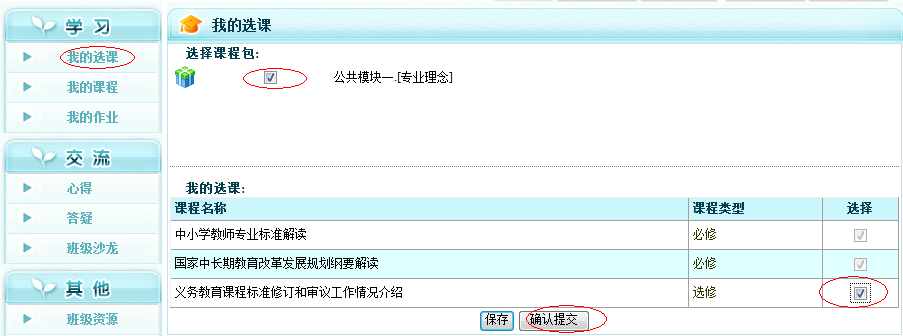 学 习
我的选课
我的课程
我的作业
交 流
心得
答疑
班级沙龙
其 他
班级资源
我的选课
选择课程包:
公共模块一.[专业理念]
我的选课:
课程名称 课程类型 选择
中小学教师专业标准解读 必修
国家中长期教育改革发展规划纲要解读 必修
义务教育课程标准修订和审议工作情况介绍 选修
保存 确认提交